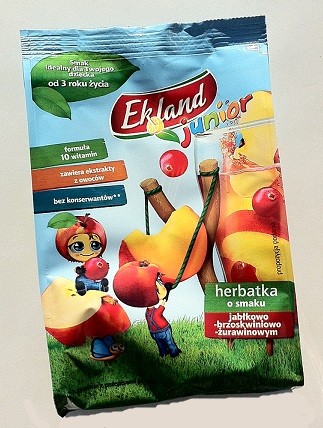 Smak
idealny dla Twojego
dziecka
od 3 roku życia
Ekland
junior
formuła
10 witamin
zawiera ekstrakty
z owoców
bez konserwantów**
herbatka
o smaku
jabłkowo
-brzoskwiniowo
-żurawinowym